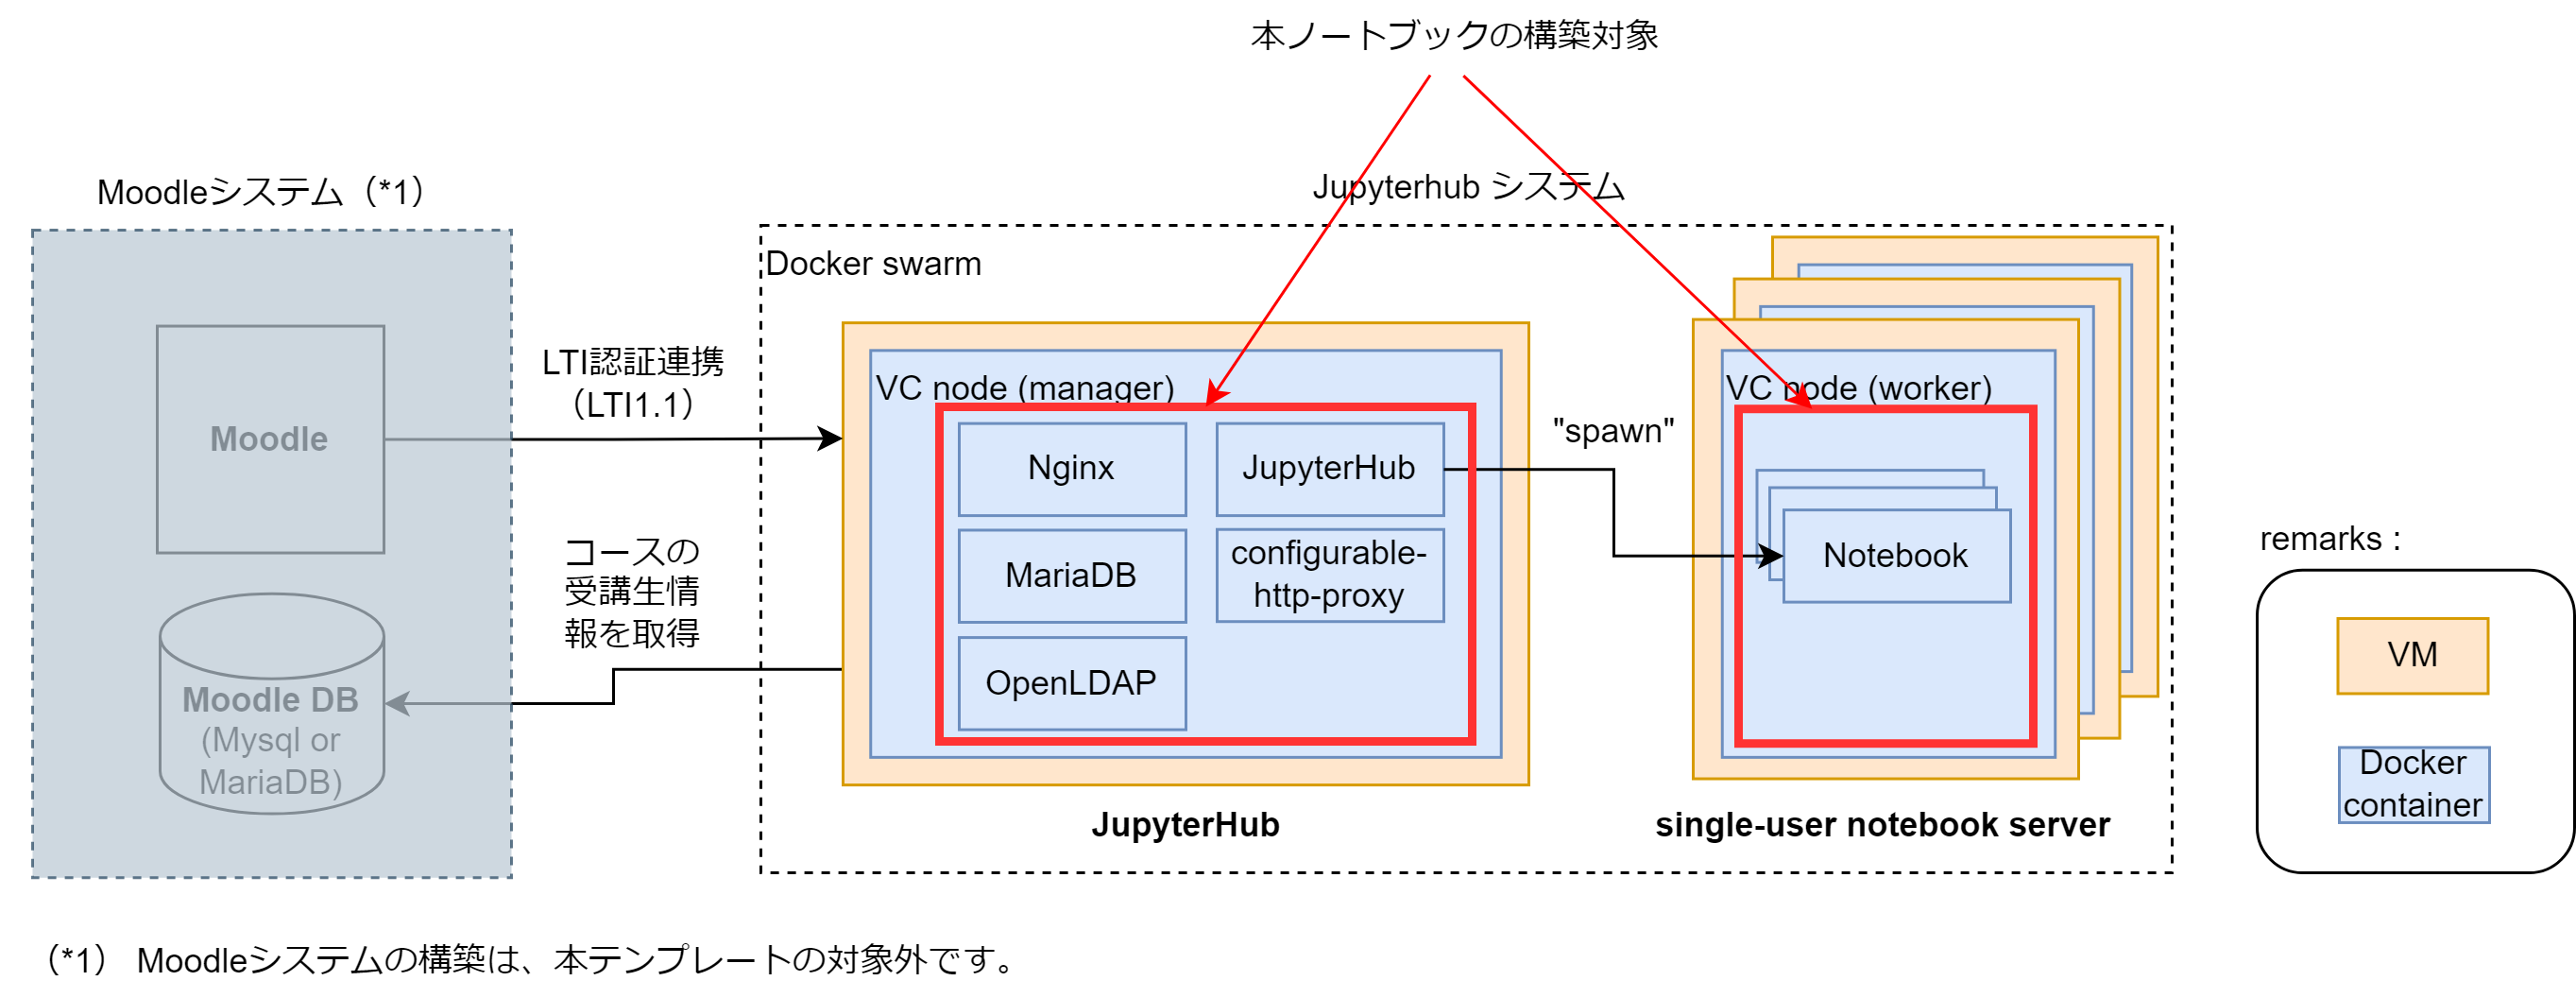 本ノートブックの構築対象
Moodleシステム（*1）
Jupyterhub システム
Docker swarm
Moodle
LTI認証連携
（LTI1.1）
VC node (manager)
Nginx
JupyterHub
MariaDB
configurable-
http-proxy
OpenLDAP
"spawn"
VC node (worker)
Notebook
コースの
受講生情
報を取得
Moodle DB
(Mysql or
MariaDB)
JupyterHub
single-user notebook server
remarks :
VM
Docker
container
（*1） Moodleシステムの構築は、本テンプレートの対象外です。